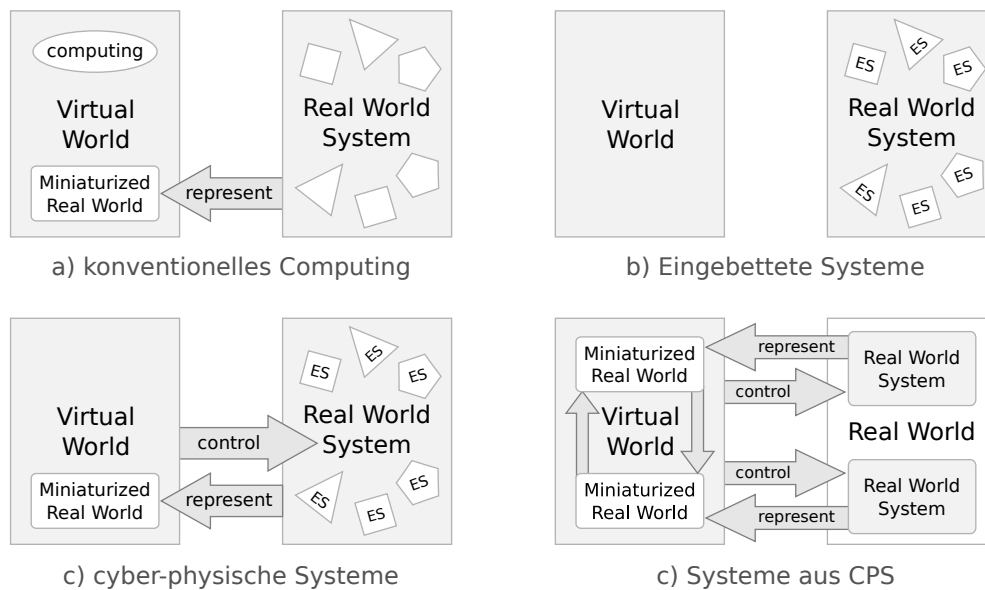 computing
Virtual
World
Miniaturized
Real World
represent
Real World
System
a) konventionelles Computing
Virtual
World
ES
ES
ES
Real World
System
ES
ES
ES
b) Eingebettete Systeme
Virtual
World
Miniaturized
Real World
control
represent
ES
ES
ES
Real World
System
ES
ES
ES
c) cyber-physische Systeme
Miniaturized
Real World
Virtual
World
Miniaturized
Real World
represent
control
control
represent
Real World
System
Real World
Real World
System
c) Systeme aus CPS